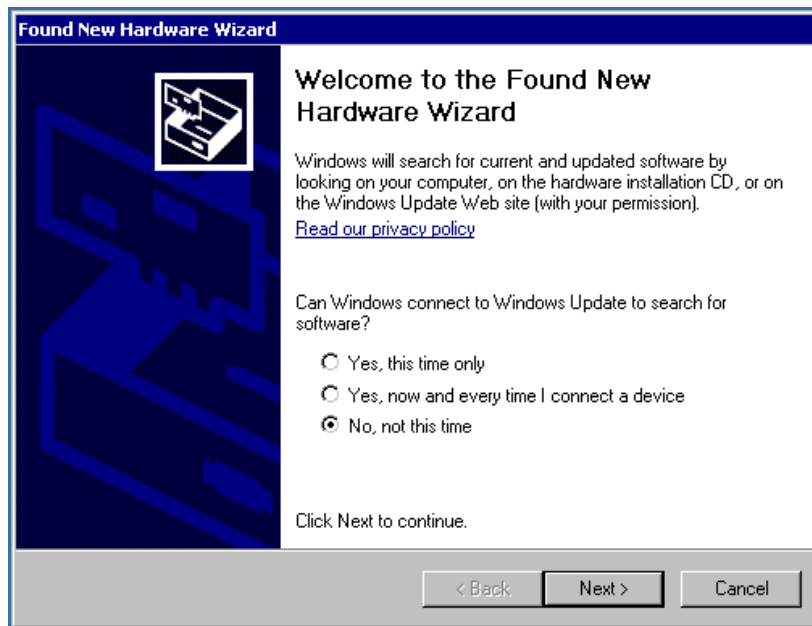 Found New Hardware Wizard
Welcome to the Found New
Hardware Wizard
Windows will search for current and updated software by
looking on your computer, on the hardware installation CD, or on
the Windows Update Web site (with your permission).
Read our privacy policy
Can Windows connect to Windows Update to search for
software?
Yes, this time only
Yes, now and every time I connect a device
No, not this time
Click Next to continue.
< Back
Next >
Cancel